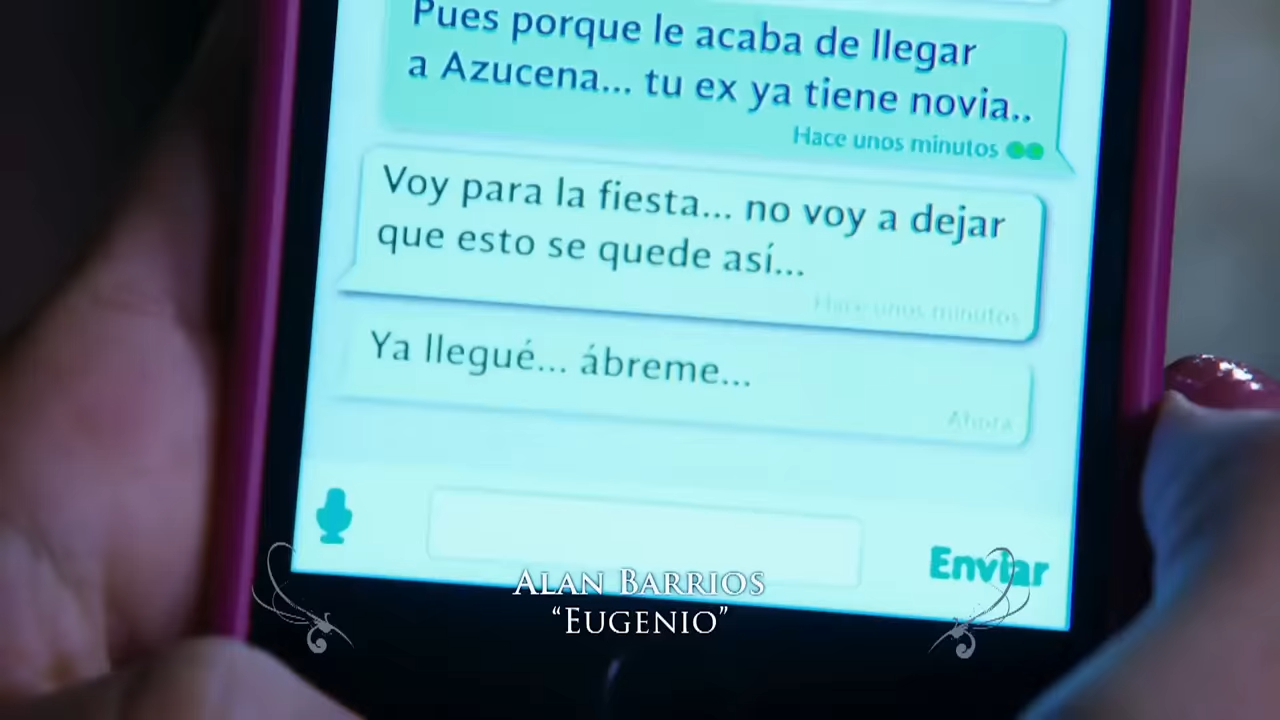 Pues porque le acaba de llegar
a Azucena... tu ex ya tiene novia..
Hace unos minutos
Voy para la fiesta... no voy a dejar
que esto se quede así...
Hace unos minutos
Ya llegué... ábreme...
Ahora
Enviar
ALAN BARRIOS
“EUGENIO”